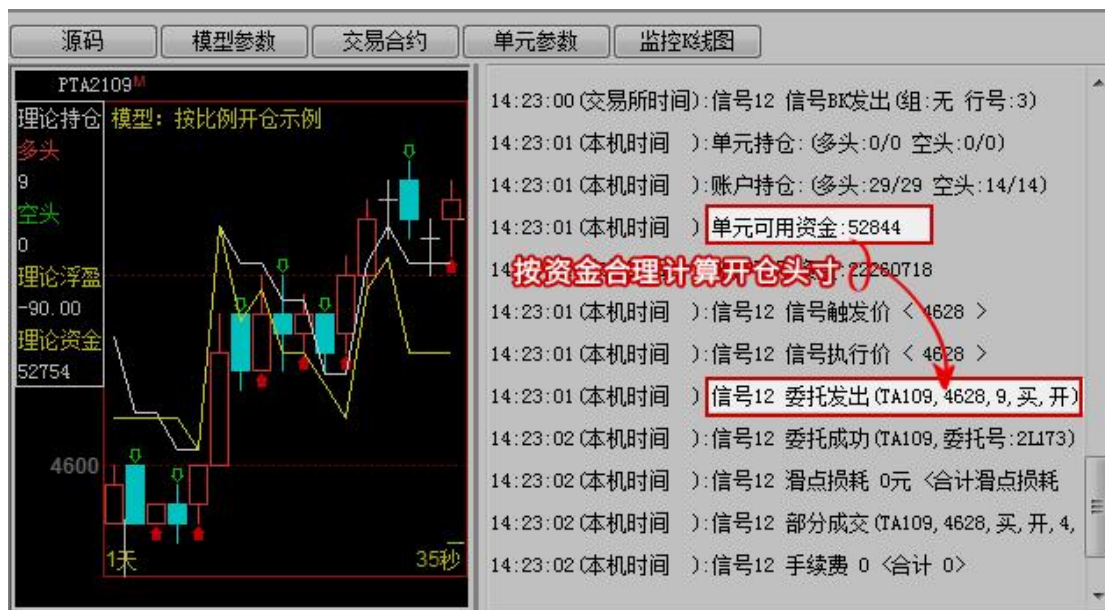 源码 模型参数 交易合约 单元参数 监控K线图
PTA2109M
理论持仓
多头
9
空头
0
理论浮盈
-90.00
理论资金
52754
模型：按比例开仓示例
4600
1天
35秒
14:23:00(交易所时间):信号12 信号BK发出(组:无 行号:3)
14:23:01(本机时间 ):单元持仓:(多头:0/0 空头:0/0)
14:23:01(本机时间 ):账户持仓:(多头:29/29 空头:14/14)
14:23:01(本机时间 ) 单元可用资金:52844
按资金合理计算开仓头寸
:22260718
14:23:01(本机时间 ):信号12 信号触发价 < 4628 >
14:23:01(本机时间 ):信号12 信号执行价 < 4628 >
14:23:01(本机时间 ) 信号12 委托发出(TA109,4628,9,买,开)
14:23:02(本机时间 ):信号12 委托成功(TA109,委托号:2L173)
14:23:02(本机时间 ):信号12 滑点损耗 0元 <合计滑点损耗
14:23:02(本机时间 ):信号12 部分成交(TA109,4628,买,开,4,
14:23:02(本机时间 ):信号12 手续费 0 <合计 0>